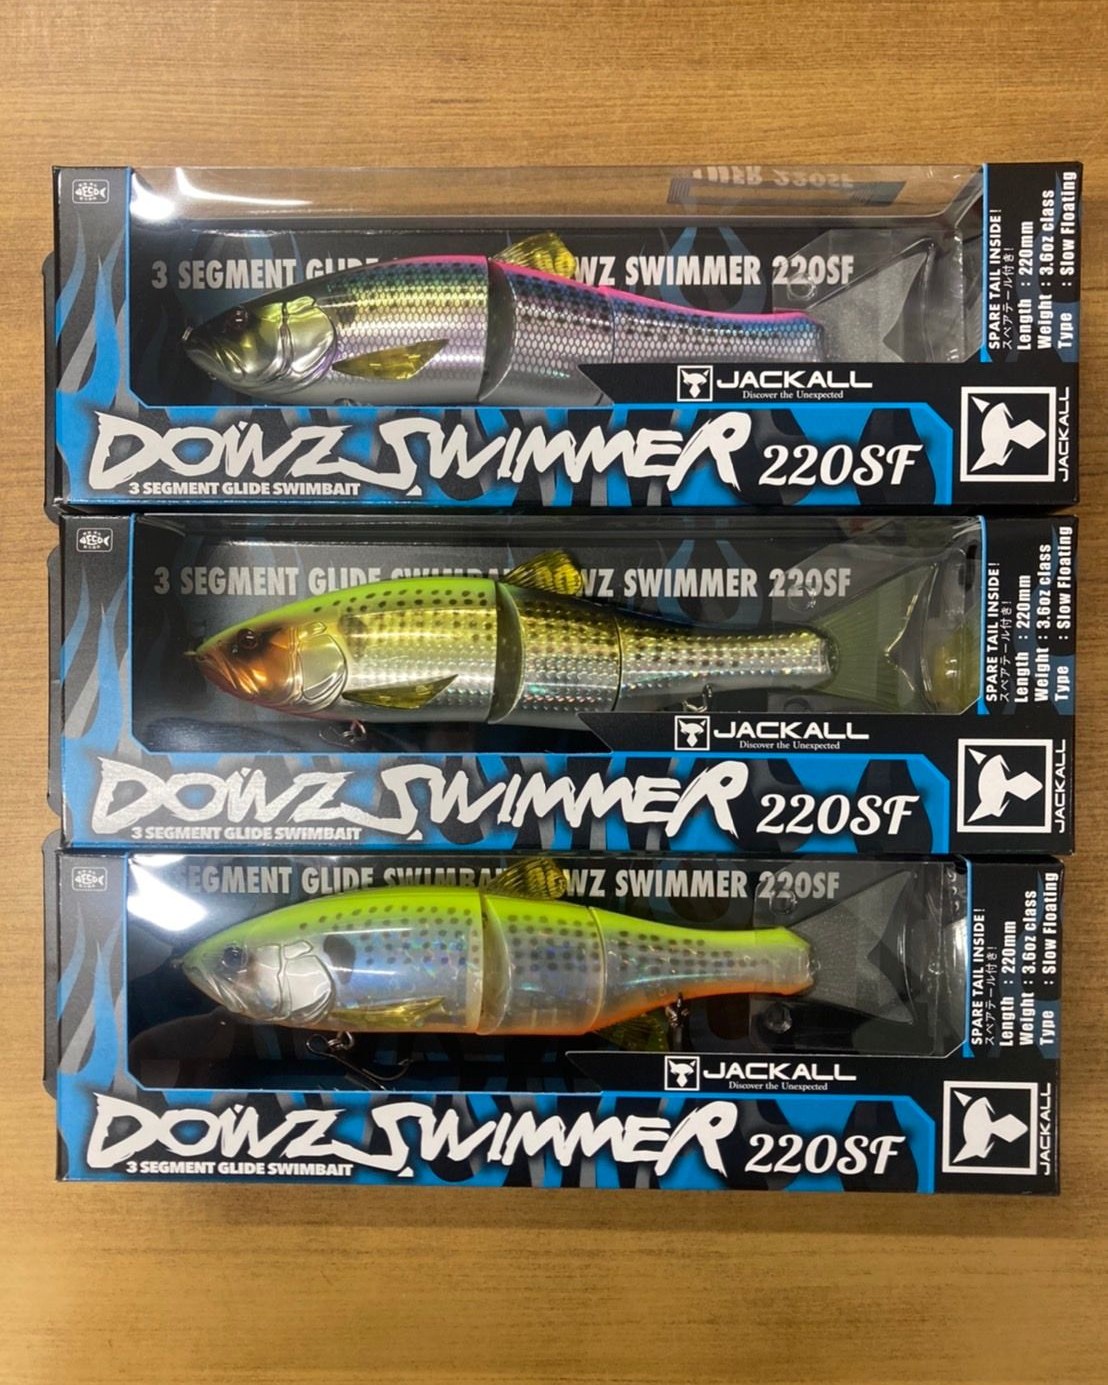 3 SEGMENT GLIDE
WZ SWIMMER 220SF
SPARE TAIL INSIDE!
スペアテール付き!
Length : 220mm
Weight : 3.6oz class
Type : Slow Floating
JACKALL
Discover the Unexpected
DOWZ SWIMMER 220SF
3 SEGMENT GLIDE SWIMBAIT
JACKALL
3 SEGMENT GLIDE SWIMBAI
OWZ SWIMMER 220SF
SPARE TAIL INSIDE!
スペアテール付き!
Length : 220mm
Weight : 3.6oz class
Type : Slow Floating
JACKALL
Discover the Unexpected
DOWZ SWIMMER 220SF
3 SEGMENT GLIDE SWIMBAIT
JACKALL
SEGMENT GLIDE SWIMBA
OWZ SWIMMER 220SF
SPARE TAIL INSIDE!
スペアテール付き!
Length : 220mm
Weight : 3.6oz class
Type : Slow Floating
JACKALL
Discover the Unexpected
DOWZ SWIMMER 220SF
3 SEGMENT GLIDE SWIMBAIT
JACKALL